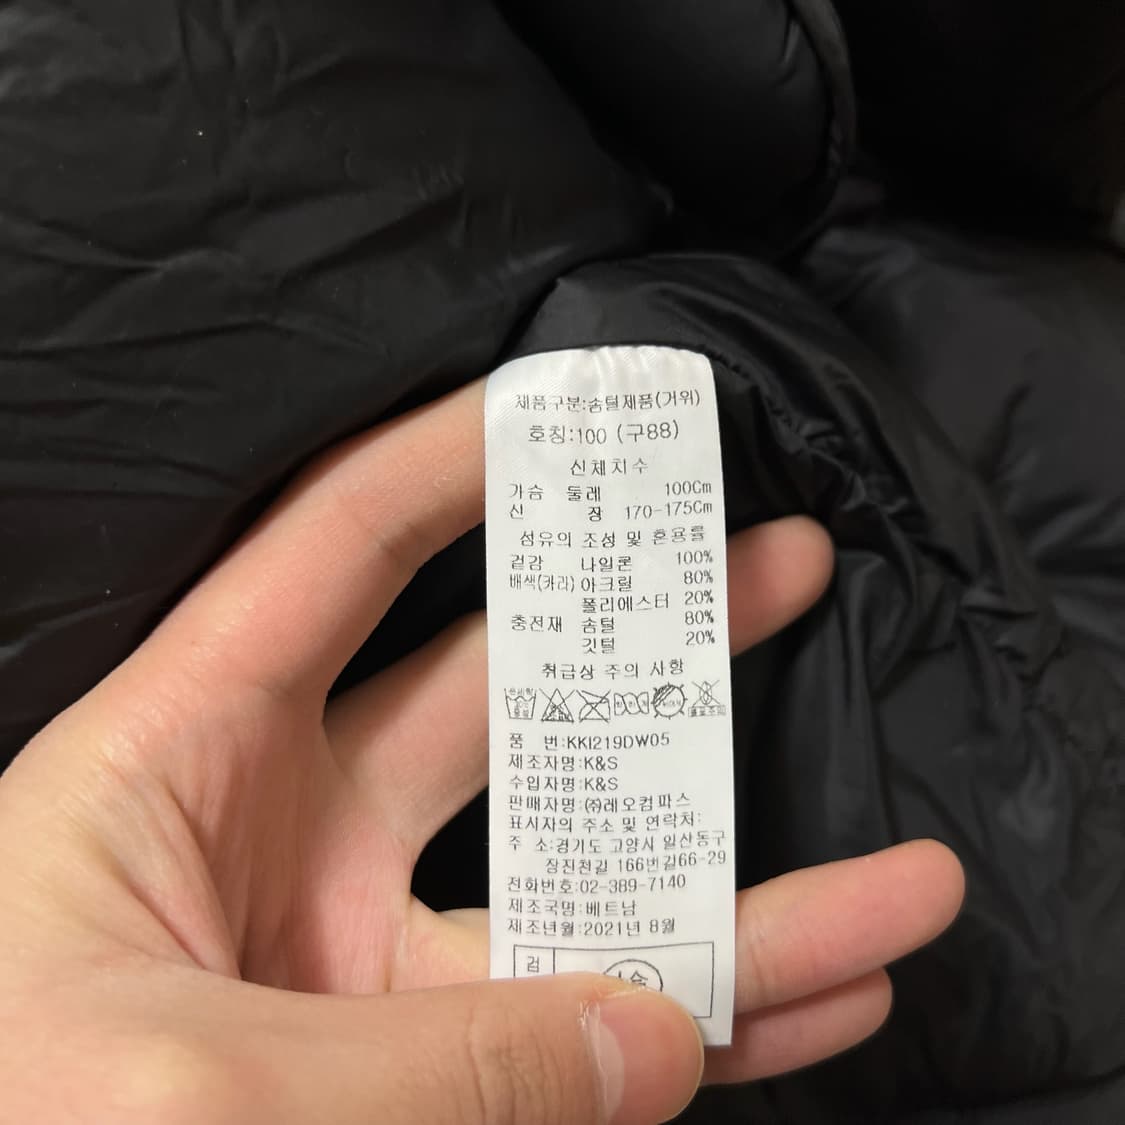 제품구분:솜털제품(거위)
호칭:100 (구88)
신체치수
가슴 둘레 100Cm
신 장 170-175Cm
섬유의 조성 및 혼용률
겉감 나일론 100%
배색(카라) 아크릴 80%
폴리에스터 20%
충전재 솜털 80%
깃털 20%
취급상 주의 사항
품 번:KKI219DW05
제조자명:K&S
수입자명:K&S
판매자명:㈜레오컴파스
표시자의 주소 및 연락처:
주 소:경기도 고양시 일산동구
장진천길 166번길66-29
전화번호:02-389-7140
제조국명:베트남
제조년월:2021년 8월
검